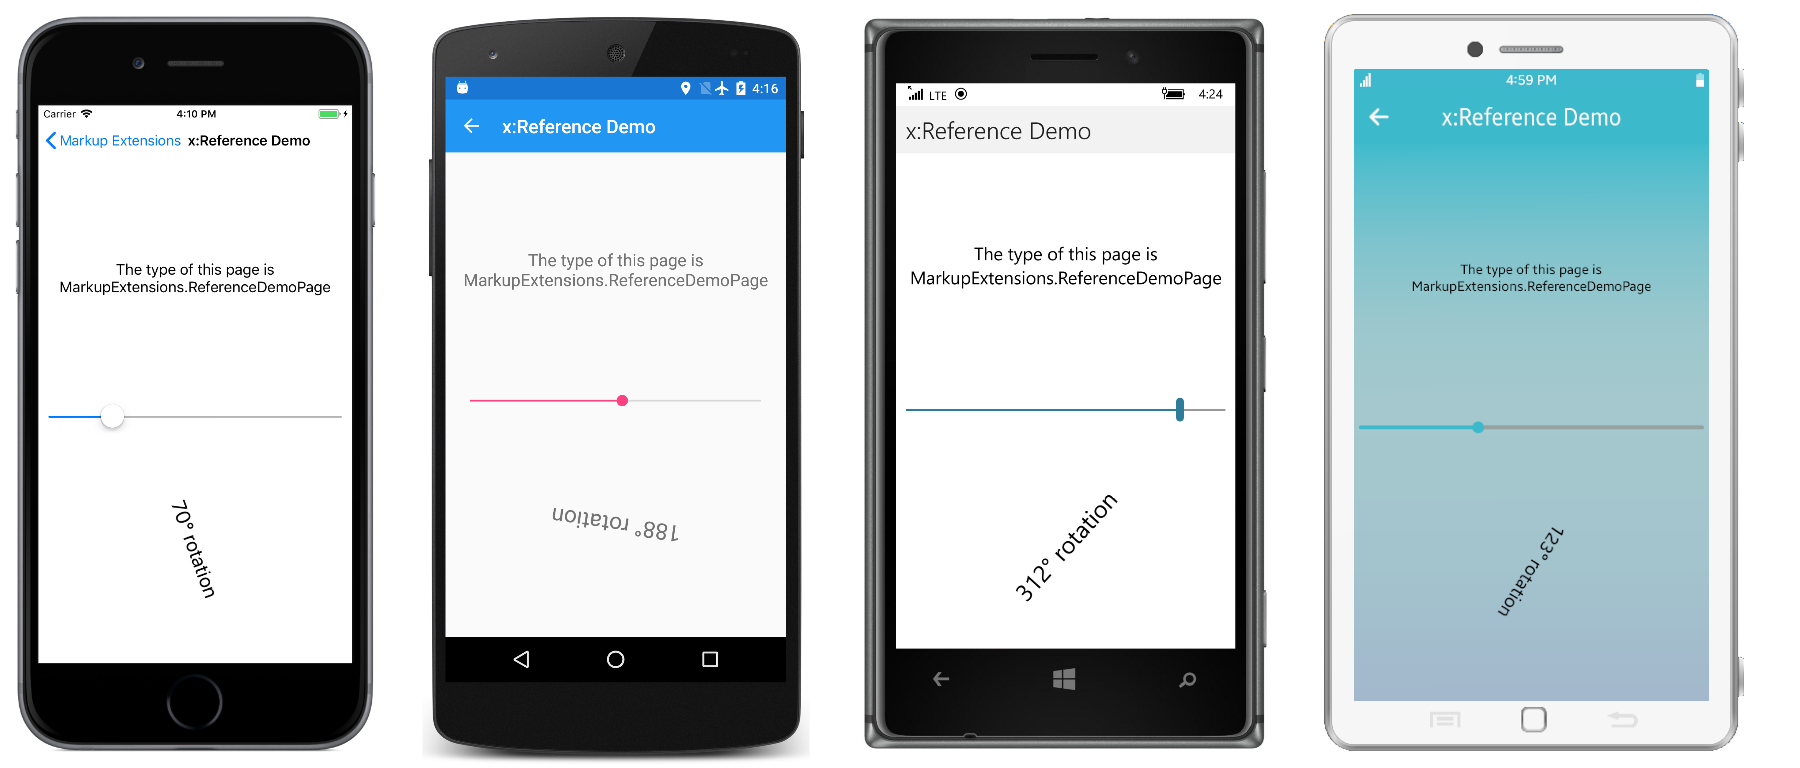 Carrier
4:10 PM
Markup Extensions x:Reference Demo
The type of this page is
MarkupExtensions.ReferenceDemoPage
70° rotation
4:16
x:Reference Demo
The type of this page is
MarkupExtensions.ReferenceDemoPage
188° rotation
LTE
4:24
x:Reference Demo
The type of this page is
MarkupExtensions.ReferenceDemoPage
312° rotation
4:59 PM
x:Reference Demo
The type of this page is
MarkupExtensions.ReferenceDemoPage
123° rotation